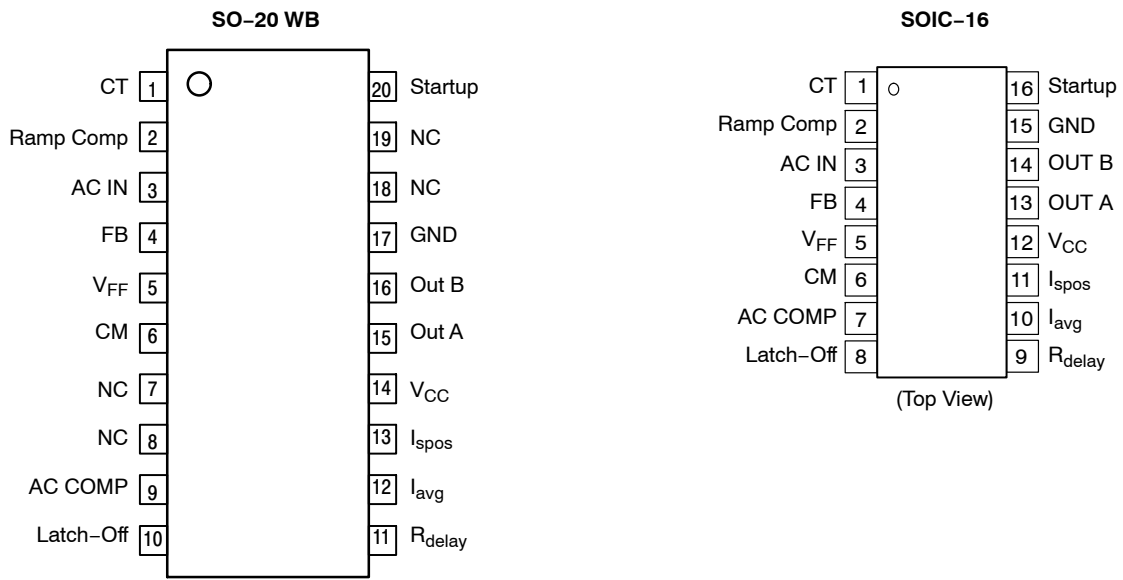 SO–20 WB
CT 1
Ramp Comp 2
AC IN 3
FB 4
VFF 5
CM 6
NC 7
NC 8
AC COMP 9
Latch–Off 10
20 Startup
19 NC
18 NC
17 GND
16 Out B
15 Out A
14 VCC
13 Ispos
12 Iavg
11 Rdelay
SOIC–16
CT 1
Ramp Comp 2
AC IN 3
FB 4
VFF 5
CM 6
AC COMP 7
Latch–Off 8
16 Startup
15 GND
14 OUT B
13 OUT A
12 VCC
11 Ispos
10 Iavg
9 Rdelay
(Top View)